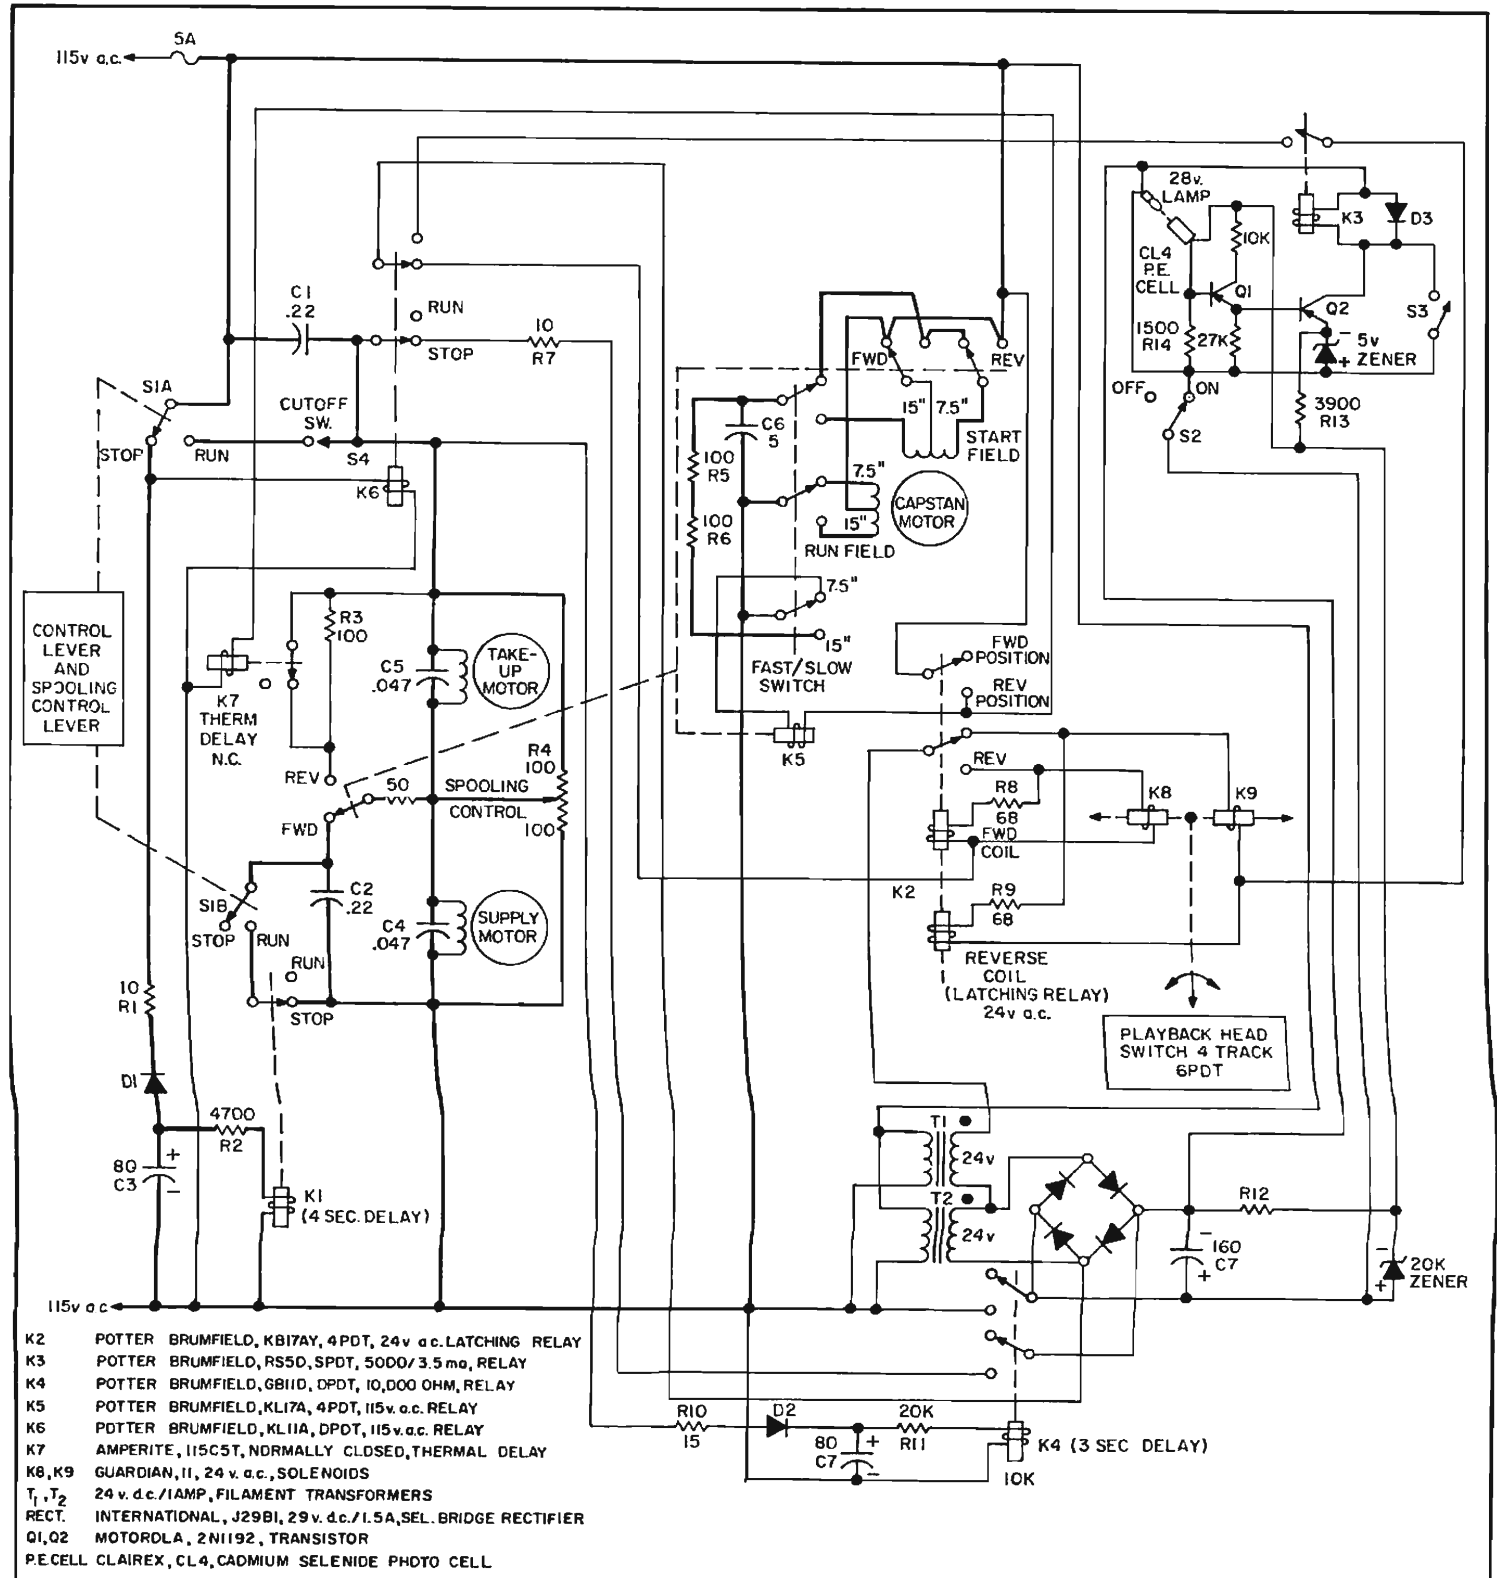 5A
115v a.c.
28v.
LAMP
K3
D3
10K
CL4
P.E.
CELL
Q1
Q2
S3
1500
R14
27K
5v
ZENER
−
+
OFF
ON
3900
R13
S2
C1
.22
RUN
STOP
10
R7
S1A
CUTOFF
SW.
STOP
RUN
S4
K6
FWD
REV
15"
7.5"
START
FIELD
C6
5
100
R5
7.5"
CAPSTAN
MOTOR
100
R6
15"
RUN FIELD
7.5"
15"
FAST/SLOW
SWITCH
K5
FWD
POSITION
REV
POSITION
REV
CONTROL
LEVER
AND
SPOOLING
CONTROL
LEVER
R3
100
C5
.047
TAKE-
UP
MOTOR
K7
THERM
DELAY
N.C.
REV
50
SPOOLING
CONTROL
R4
100
100
FWD
C2
.22
S1B
STOP
RUN
C4
.047
SUPPLY
MOTOR
RUN
STOP
R8
68
FWD
COIL
K8
K9
K2
R9
68
REVERSE
COIL
(LATCHING RELAY)
24v a.c.
PLAYBACK HEAD
SWITCH 4 TRACK
6PDT
10
R1
D1
4700
R2
80
C3
+
−
K1
(4 SEC. DELAY)
T1
24v
T2
24v
R12
−
160
C7
+
−
20K
ZENER
+
115v a c
R10
15
D2
80
C7
+
−
20K
R11
K4 (3 SEC DELAY)
10K
K2 POTTER BRUMFIELD, KB17AY, 4PDT, 24v a.c. LATCHING RELAY
K3 POTTER BRUMFIELD, RS5D, SPDT, 5000/3.5 ma, RELAY
K4 POTTER BRUMFIELD, GB11D, DPDT, 10,000 OHM, RELAY
K5 POTTER BRUMFIELD, KL17A, 4PDT, 115v. a.c. RELAY
K6 POTTER BRUMFIELD, KL11A, DPDT, 115v. a.c. RELAY
K7 AMPERITE, 115C5T, NORMALLY CLOSED, THERMAL DELAY
K8, K9 GUARDIAN, 11, 24 v. a.c., SOLENOIDS
T1, T2 24 v. d.c./1AMP, FILAMENT TRANSFORMERS
RECT. INTERNATIONAL, J29B1, 29v. d.c./1.5A, SEL. BRIDGE RECTIFIER
Q1, Q2 MOTOROLA, 2N1192, TRANSISTOR
P.E.CELL CLAIREX, CL4, CADMIUM SELENIDE PHOTO CELL